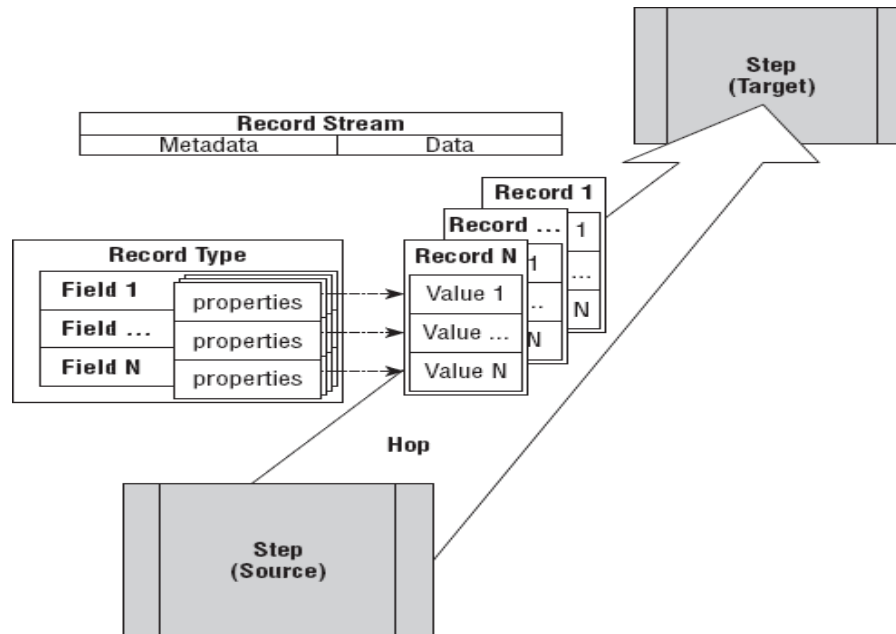 Step
(Target)
Record Stream
Metadata
Data
Record 1
1
...
N
Record ...
1
..
N
Record N
Value 1
Value ...
Value N
Record Type
Field 1
properties
Field ...
properties
Field N
properties
Hop
Step
(Source)